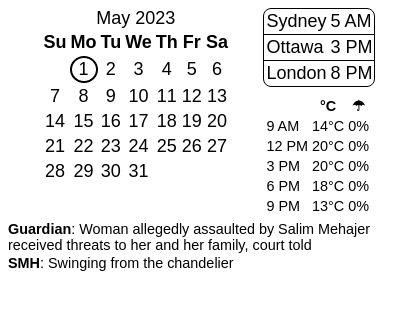 May 2023
Su Mo Tu We Th Fr Sa
1 2 3 4 5 6
7 8 9 10 11 12 13
14 15 16 17 18 19 20
21 22 23 24 25 26 27
28 29 30 31
Sydney 5 AM
Ottawa 3 PM
London 8 PM
°C ☂
9 AM 14°C 0%
12 PM 20°C 0%
3 PM 20°C 0%
6 PM 18°C 0%
9 PM 13°C 0%
Guardian: Woman allegedly assaulted by Salim Mehajer
received threats to her and her family, court told
SMH: Swinging from the chandelier